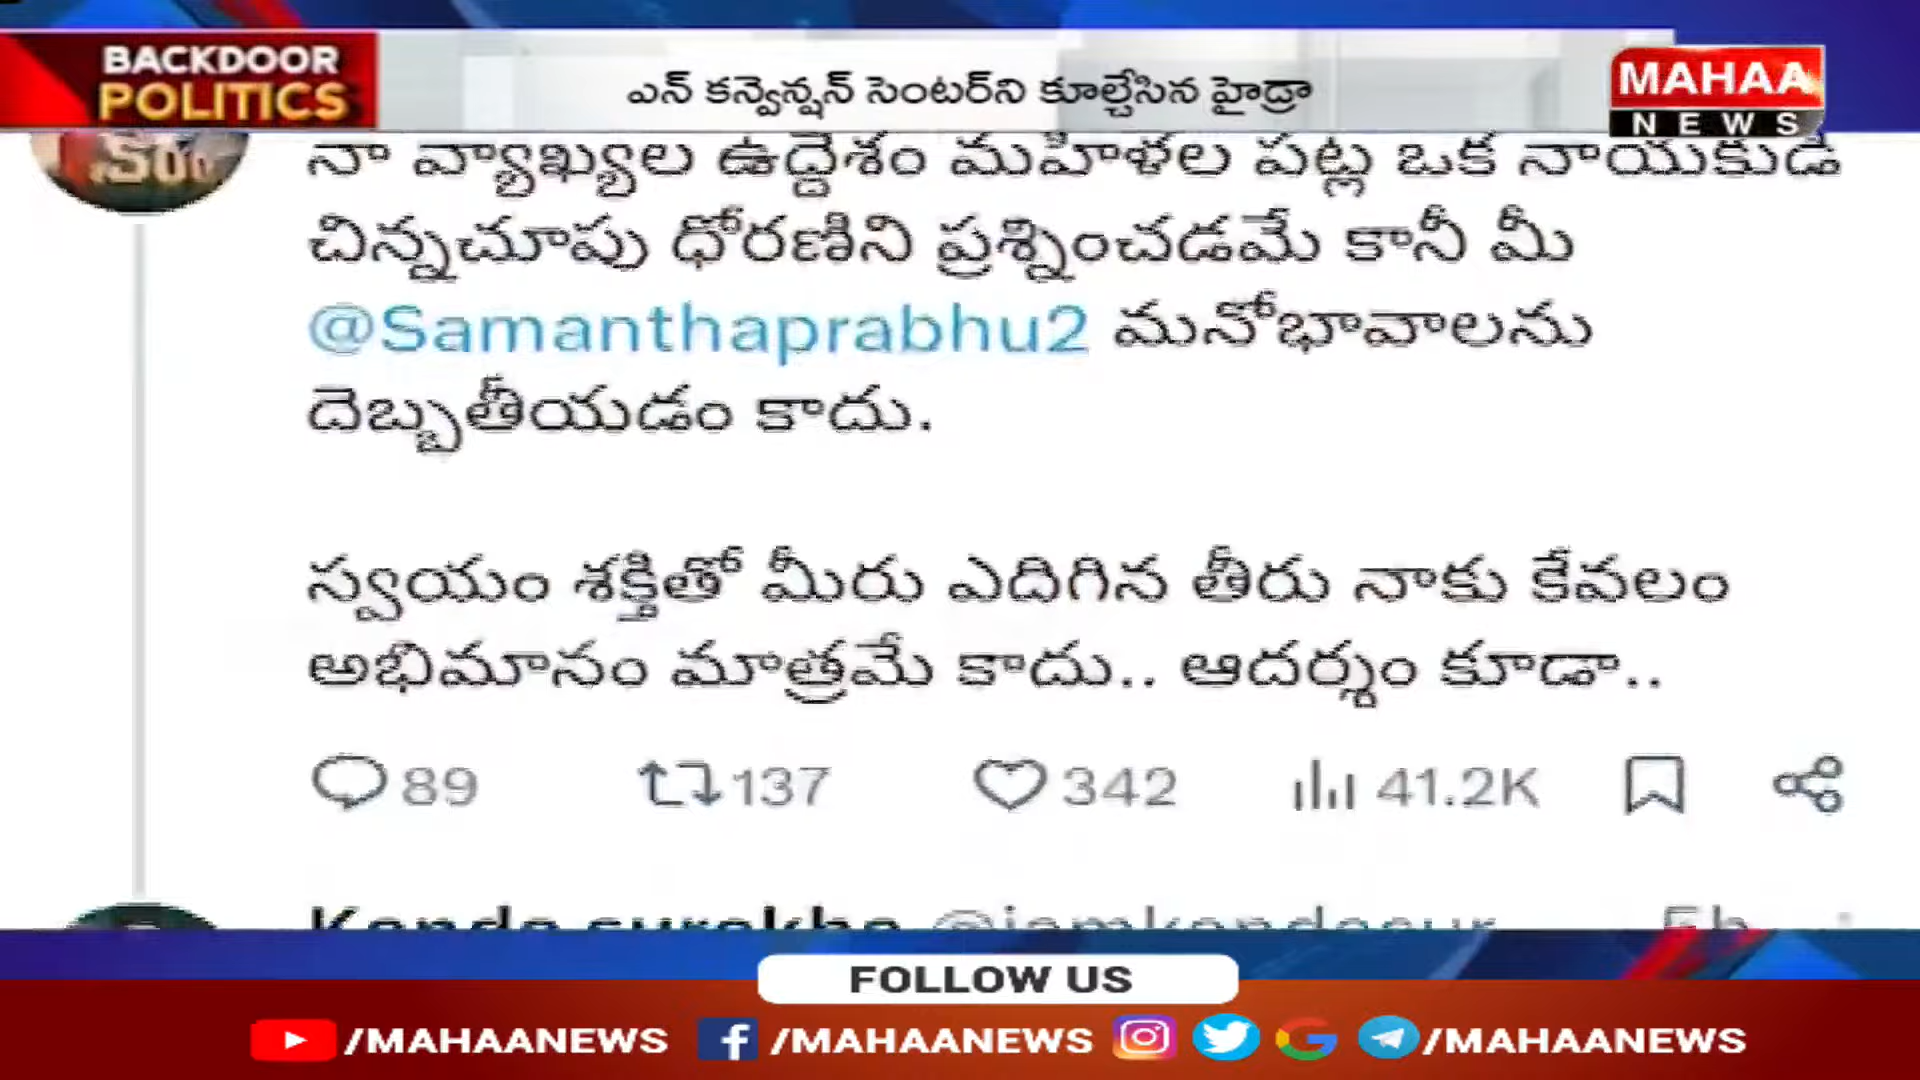 BACKDOOR
POLITICS
ఎన్ కన్వెన్షన్ సెంటర్‌ని కూల్చేసిన హైడ్రా
MAHAA
NEWS
నా వ్యాఖ్యల ఉద్దేశం మహిళల పట్ల ఒక నాయకుడి
చిన్నచూపు ధోరణిని ప్రశ్నించడమే కానీ మీ
@Samanthaprabhu2 మనోభావాలను
దెబ్బతీయడం కాదు.
స్వయం శక్తితో మీరు ఎదిగిన తీరు నాకు కేవలం
అభిమానం మాత్రమే కాదు.. ఆదర్శం కూడా..
89 137 342 41.2K
Konda surekha
FOLLOW US
/MAHAANEWS /MAHAANEWS /MAHAANEWS